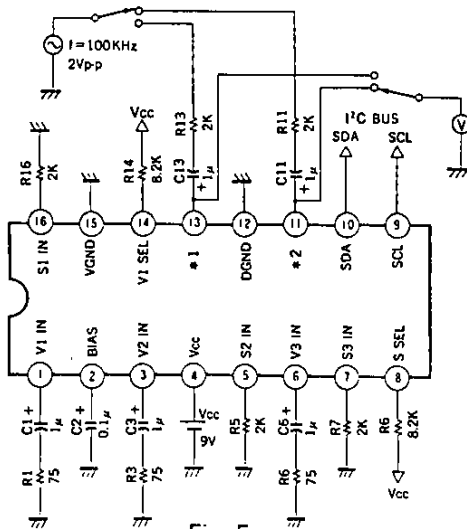 f=100KHz
2Vp-p
R13
2K
R11
2K
Vcc
I²C BUS
SDA
SCL
V
R16
2K
R14
8.2K
C13
+
1μ
C11
+
1μ
16
15
14
13
12
11
10
9
S1 IN
VGND
V1 SEL
*1
DGND
*2
SDA
SCL
V1 IN
BIAS
V2 IN
Vcc
S2 IN
V3 IN
S3 IN
S SEL
1
2
3
4
5
6
7
8
C1
+
1μ
C2
+
0.1μ
C3
+
1μ
Vcc
9V
R5
2K
C6
+
1μ
R7
2K
R6
8.2K
R1
75
R3
75
R6
75
Vcc